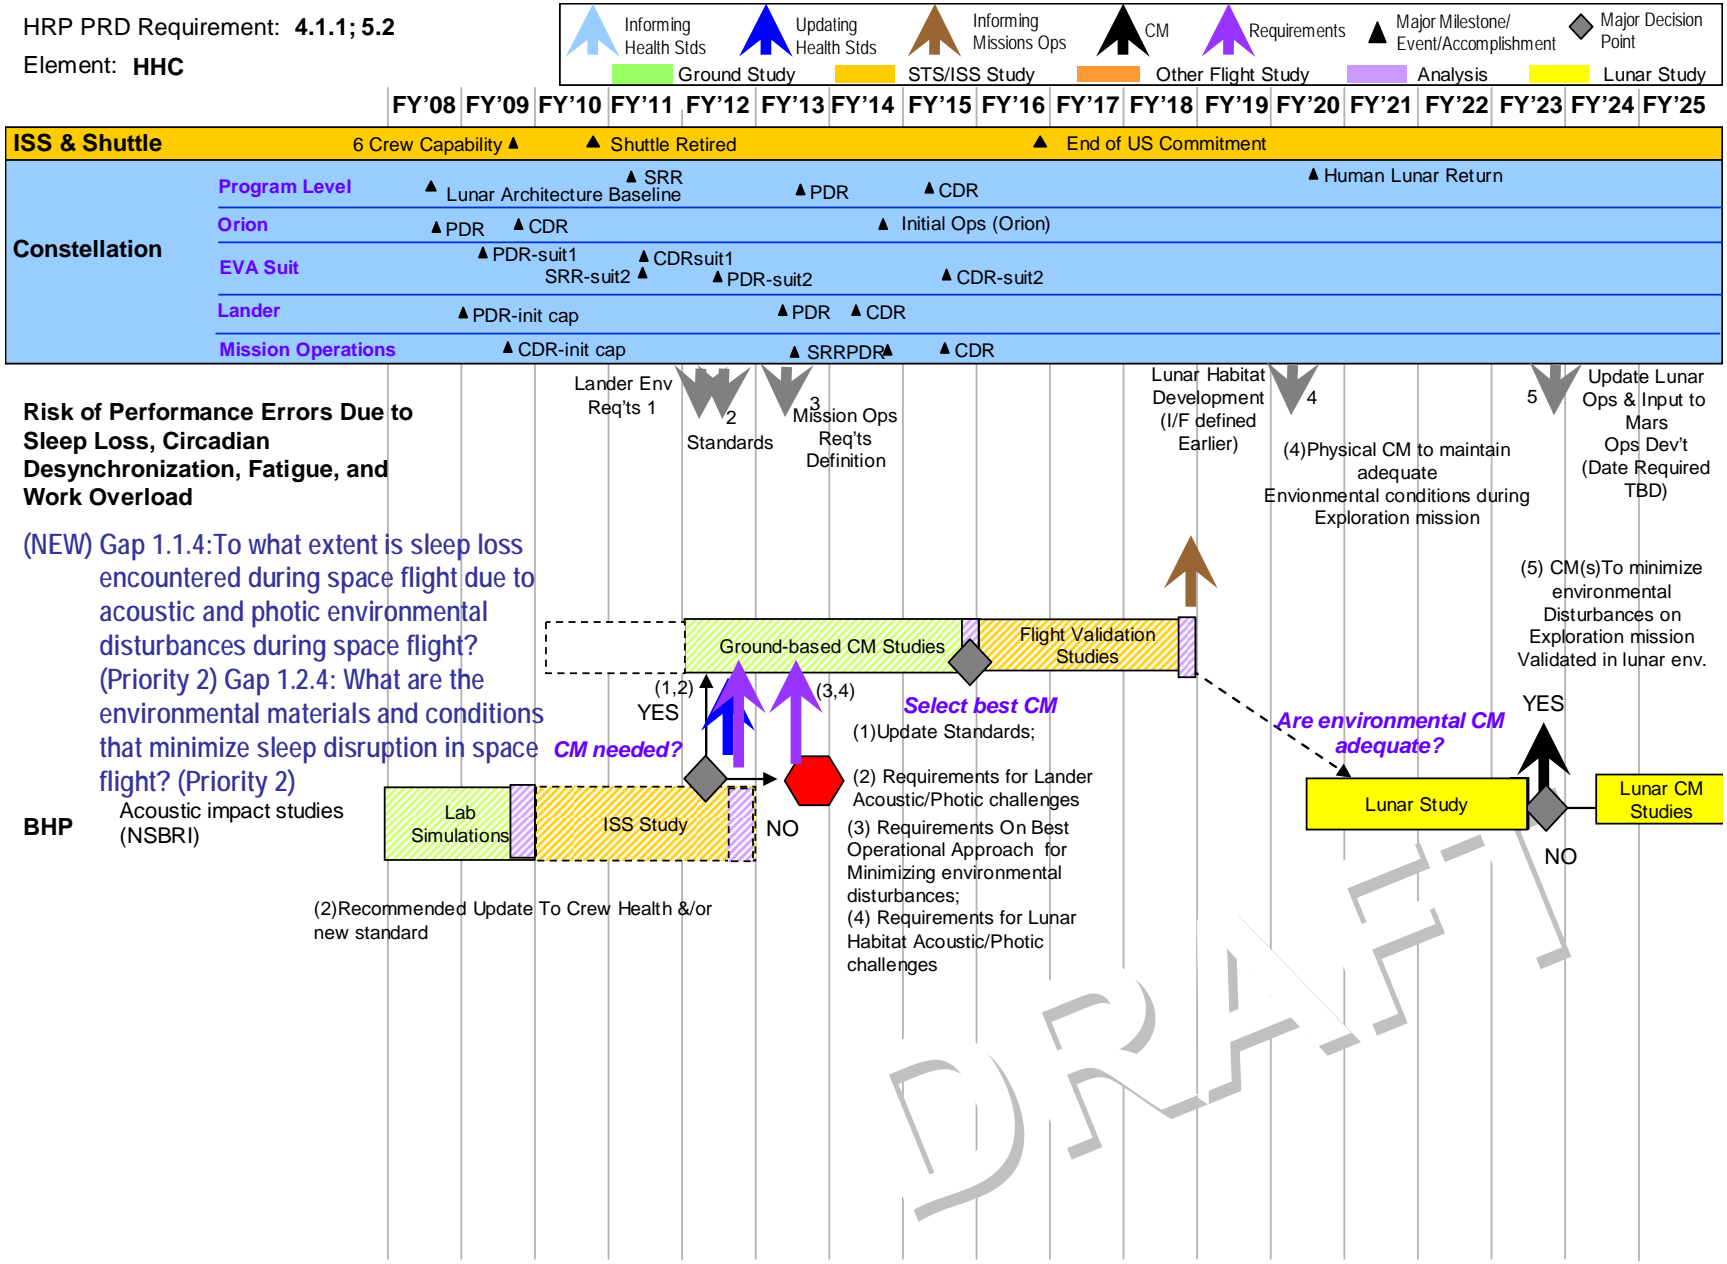 HRP PRD Requirement: 4.1.1; 5.2
Element: HHC
Informing
Health Stds
Updating
Health Stds
Informing
Missions Ops
CM
Requirements
Major Milestone/
Event/Accomplishment
Major Decision
Point
Ground Study
STS/ISS Study
Other Flight Study
Analysis
Lunar Study
FY'08 FY'09 FY'10 FY'11 FY'12 FY'13 FY'14 FY'15 FY'16 FY'17 FY'18 FY'19 FY'20 FY'21 FY'22 FY'23 FY'24 FY'25
ISS & Shuttle
6 Crew Capability
Shuttle Retired
End of US Commitment
Constellation
Program Level
Lunar Architecture Baseline
SRR
PDR
CDR
Human Lunar Return
Orion
PDR
CDR
Initial Ops (Orion)
EVA Suit
PDR-suit1
CDRsuit1
SRR-suit2
PDR-suit2
CDR-suit2
Lander
PDR-init cap
PDR
CDR
Mission Operations
CDR-init cap
SRRPDR
CDR
Lander Env
Req'ts 1
2
Standards
3
Mission Ops
Req'ts
Definition
Lunar Habitat
Development
(I/F defined
Earlier)
4
(4)Physical CM to maintain
adequate
Envionmental conditions during
Exploration mission
5
Update Lunar
Ops & Input to
Mars
Ops Dev't
(Date Required
TBD)
Risk of Performance Errors Due to
Sleep Loss, Circadian
Desynchronization, Fatigue, and
Work Overload
(NEW) Gap 1.1.4:To what extent is sleep loss
encountered during space flight due to
acoustic and photic environmental
disturbances during space flight?
(Priority 2) Gap 1.2.4: What are the
environmental materials and conditions
that minimize sleep disruption in space
flight? (Priority 2)
(5) CM(s)To minimize
environmental
Disturbances on
Exploration mission
Validated in lunar env.
Ground-based CM Studies
Flight Validation
Studies
(1,2)
YES
CM needed?
(3,4)
Select best CM
(1)Update Standards;
(2) Requirements for Lander
Acoustic/Photic challenges
(3) Requirements On Best
Operational Approach for
Minimizing environmental
disturbances;
(4) Requirements for Lunar
Habitat Acoustic/Photic
challenges
Are environmental CM
adequate?
YES
BHP
Acoustic impact studies
(NSBRI)
Lab
Simulations
ISS Study
NO
Lunar Study
Lunar CM
Studies
NO
(2)Recommended Update To Crew Health &/or
new standard
DRAFT